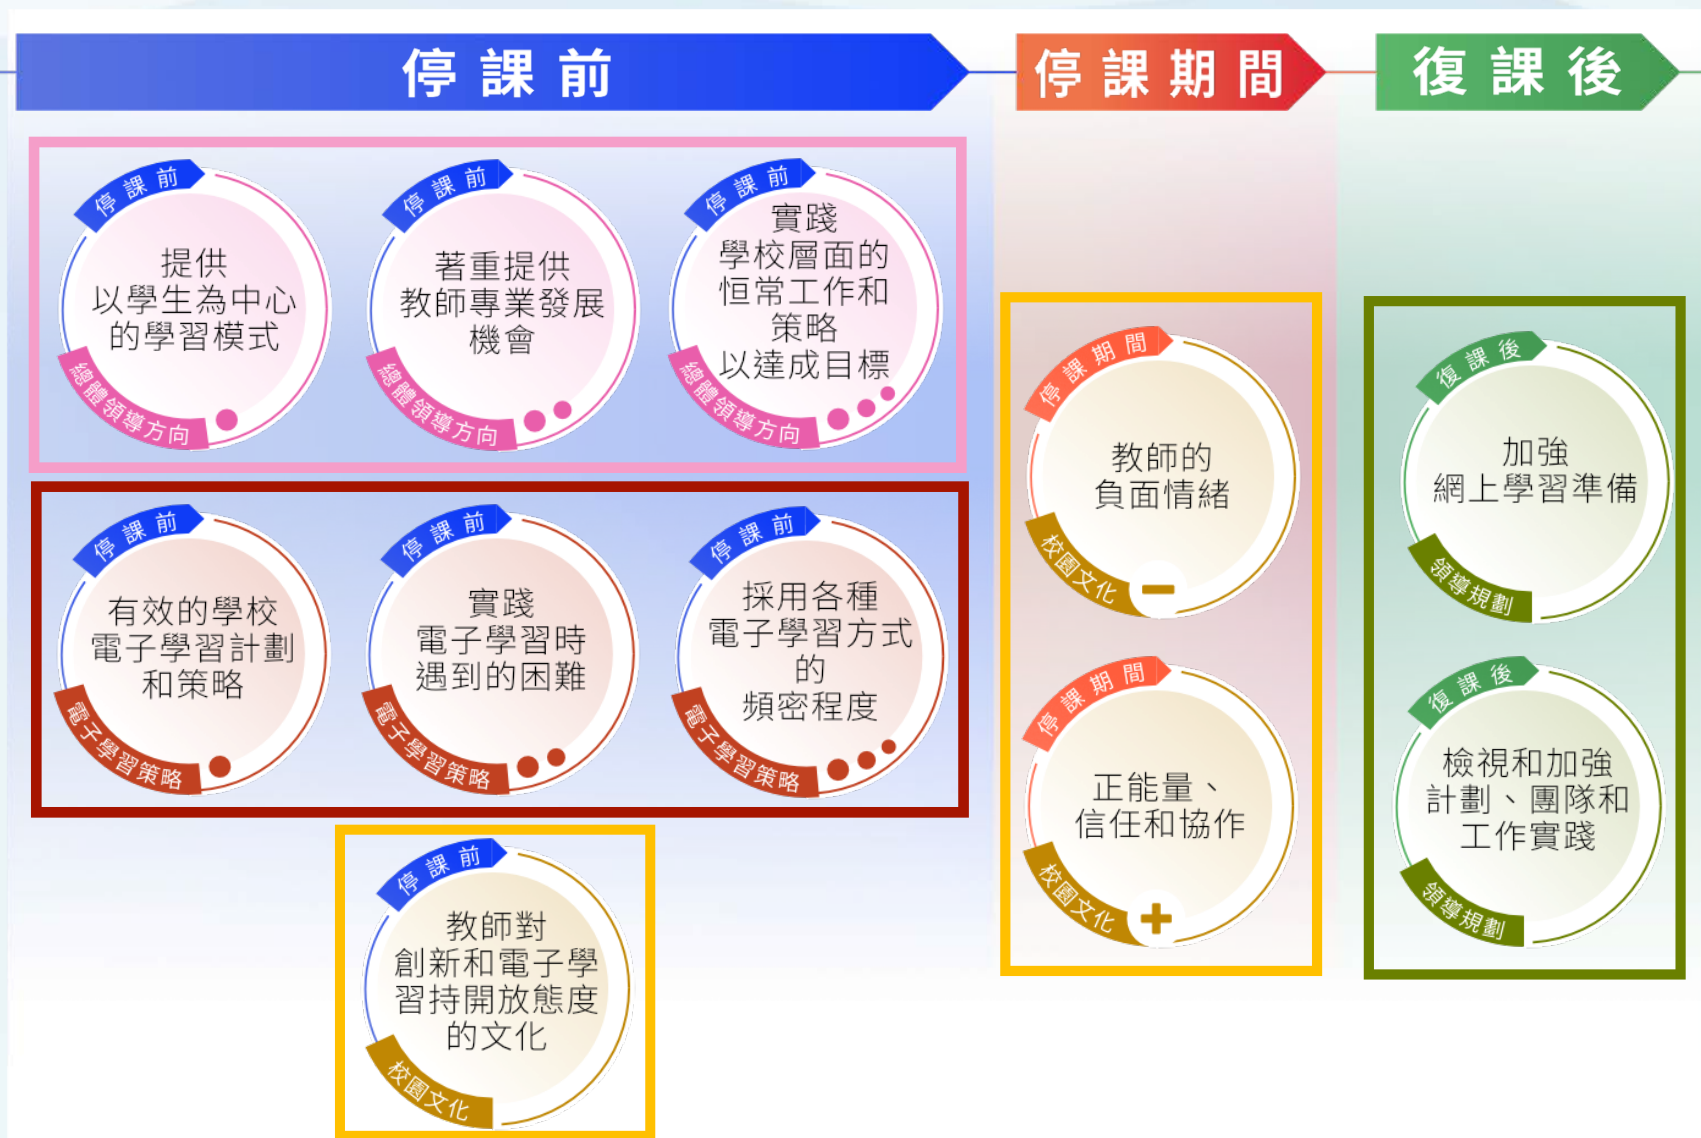 停課前
停課期間
復課後
停課前
提供
以學生為中心
的學習模式
總體領導方向
停課前
著重提供
教師專業發展
機會
總體領導方向
停課前
實踐
學校層面的
恒常工作和
策略
以達成目標
總體領導方向
停課前
有效的學校
電子學習計劃
和策略
電子學習策略
停課前
實踐
電子學習時
遇到的困難
電子學習策略
停課前
採用各種
電子學習方式
的
頻密程度
電子學習策略
停課前
教師對
創新和電子學
習持開放態度
的文化
校園文化
停課期間
教師的
負面情緒
校園文化
停課期間
正能量、
信任和協作
校園文化
復課後
加強
網上學習準備
領導規劃
復課後
檢視和加強
計劃、團隊和
工作實踐
領導規劃